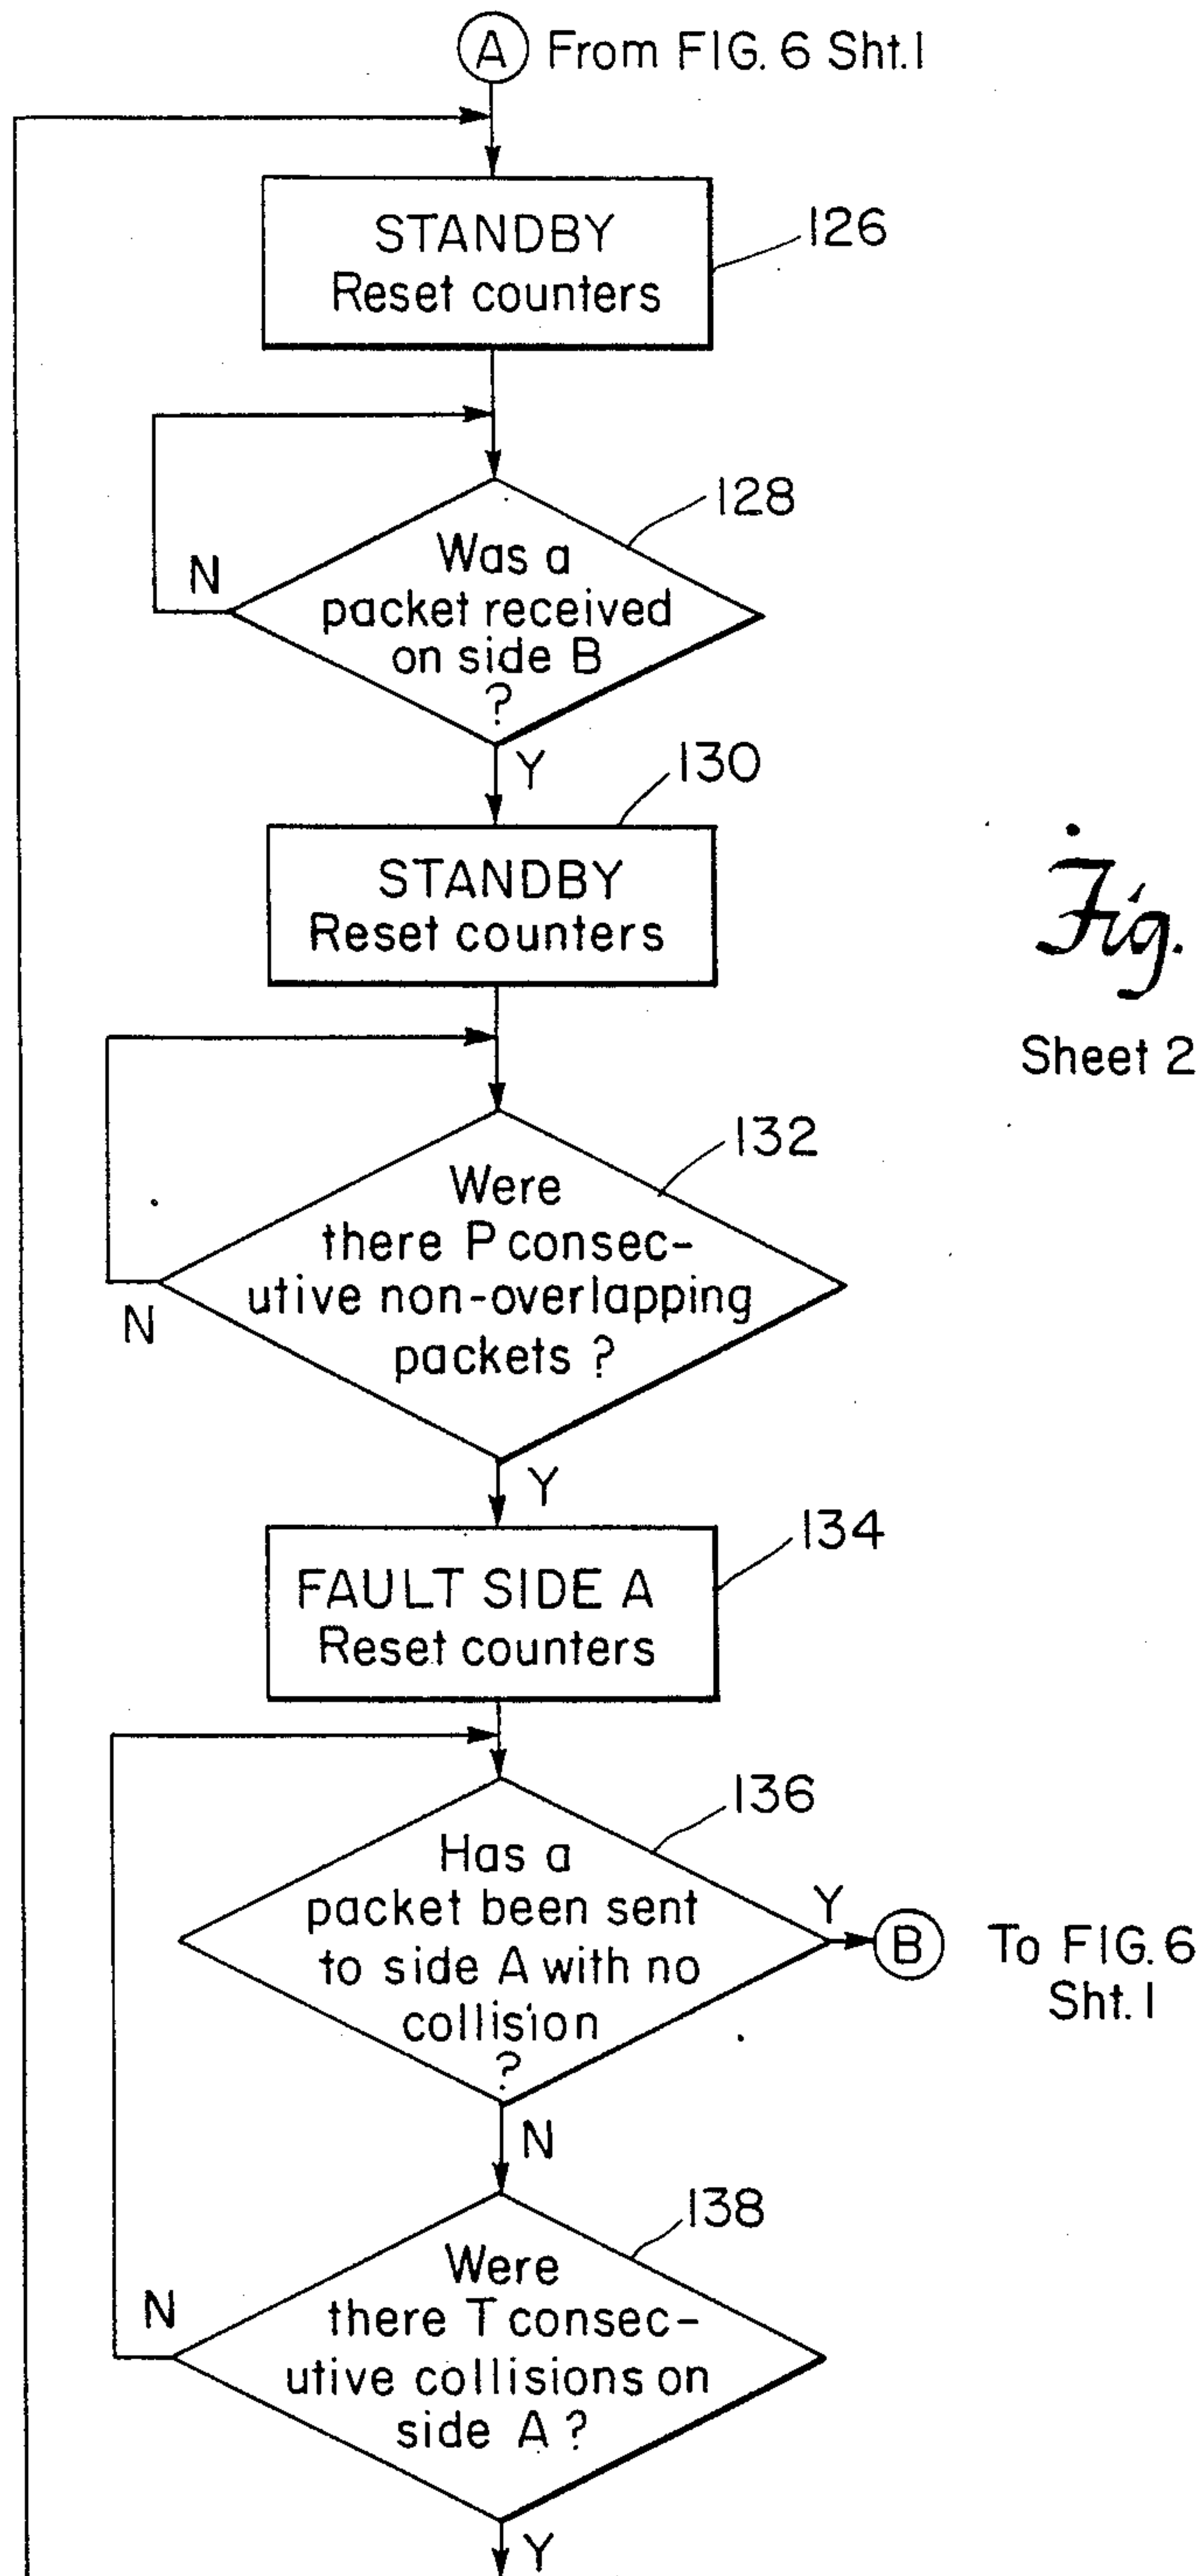 A From FIG. 6 Sht. 1
STANDBY
Reset counters
126
128
Was a
packet received
on side B
?
N
Y
130
STANDBY
Reset counters
Fig.
Sheet 2
132
Were
there P consec-
utive non-overlapping
packets ?
N
Y
134
FAULT SIDE A
Reset counters
136
Has a
packet been sent
to side A with no
collision
?
Y
B To FIG. 6
Sht. 1
N
138
Were
there T consec-
utive collisions on
side A ?
N
Y